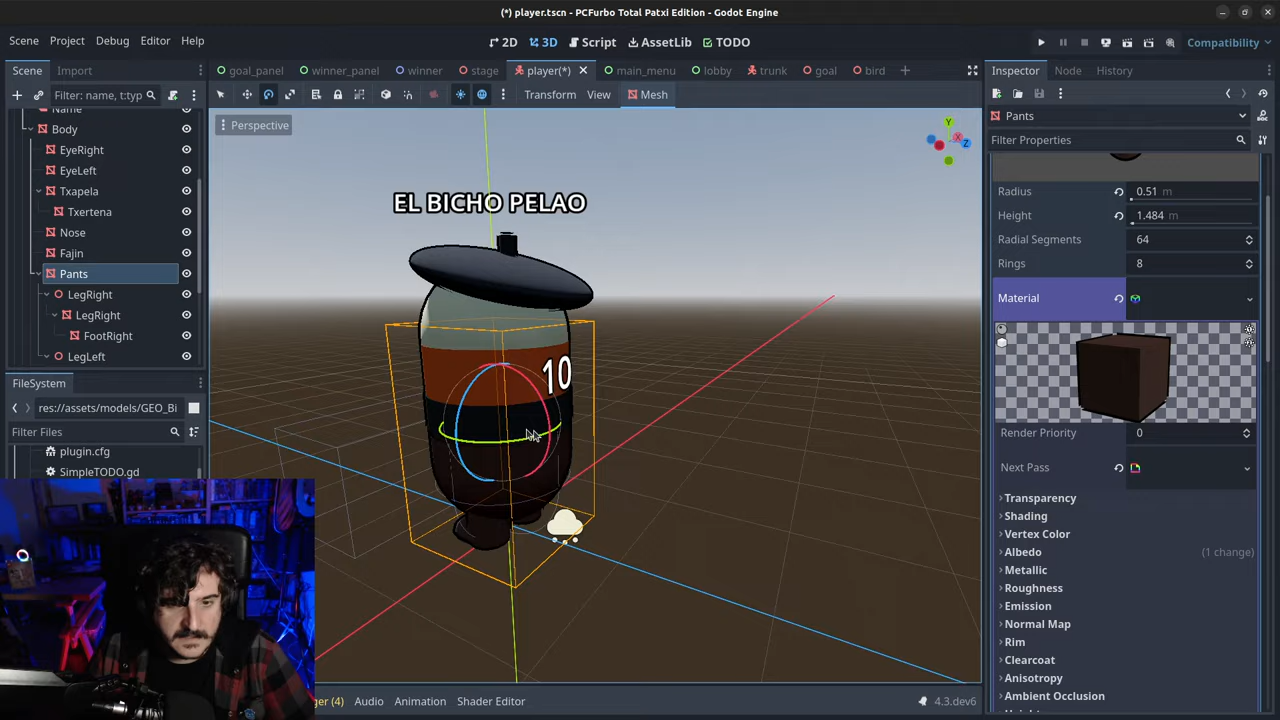 (*) player.tscn - PCFurbo Total Patxi Edition - Godot Engine
Scene Project Debug Editor Help
2D 3D Script AssetLib TODO
Compatibility
Scene Import
goal_panel winner_panel winner stage player(*) main_menu lobby trunk goal bird
Inspector Node History
Filter: name, t:typ
Transform View Mesh
Body
EyeRight
EyeLeft
Txapela
Txertena
Nose
Fajin
Pants
LegRight
LegRight
FootRight
LegLeft
FileSystem
res://assets/models/GEO_Bi
Filter Files
plugin.cfg
SimpleTODO.gd
Perspective
Y
X
Z
EL BICHO PELAO
10
ger (4) Audio Animation Shader Editor
4.3.dev6
Pants
Filter Properties
Radius 0.51 m
Height 1.484 m
Radial Segments 64
Rings 8
Material
Render Priority 0
Next Pass
Transparency
Shading
Vertex Color
Albedo (1 change)
Metallic
Roughness
Emission
Normal Map
Rim
Clearcoat
Anisotropy
Ambient Occlusion